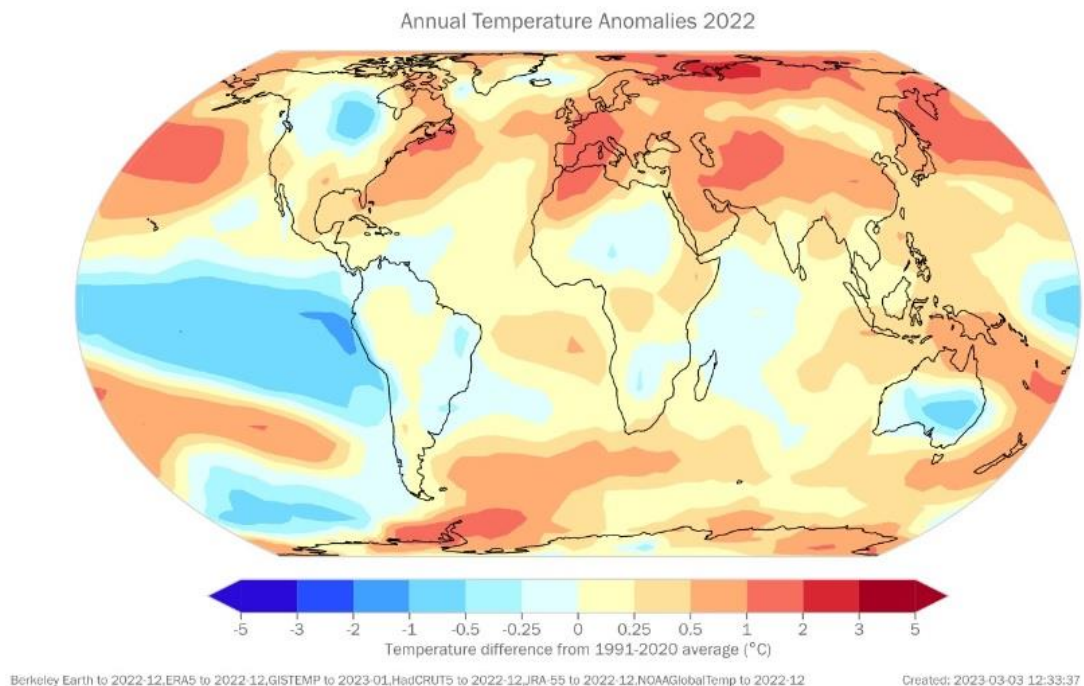 Annual Temperature Anomalies 2022
-5 -3 -2 -1 -0.5 -0.25 0 0.25 0.5 1 2 3 5
Temperature difference from 1991-2020 average (°C)
Berkeley Earth to 2022-12,ERA5 to 2022-12,GISTEMP to 2023-01,HadCRUT5 to 2022-12,JRA-55 to 2022-12,NOAAGlobalTemp to 2022-12 Created: 2023-03-03 12:33:37